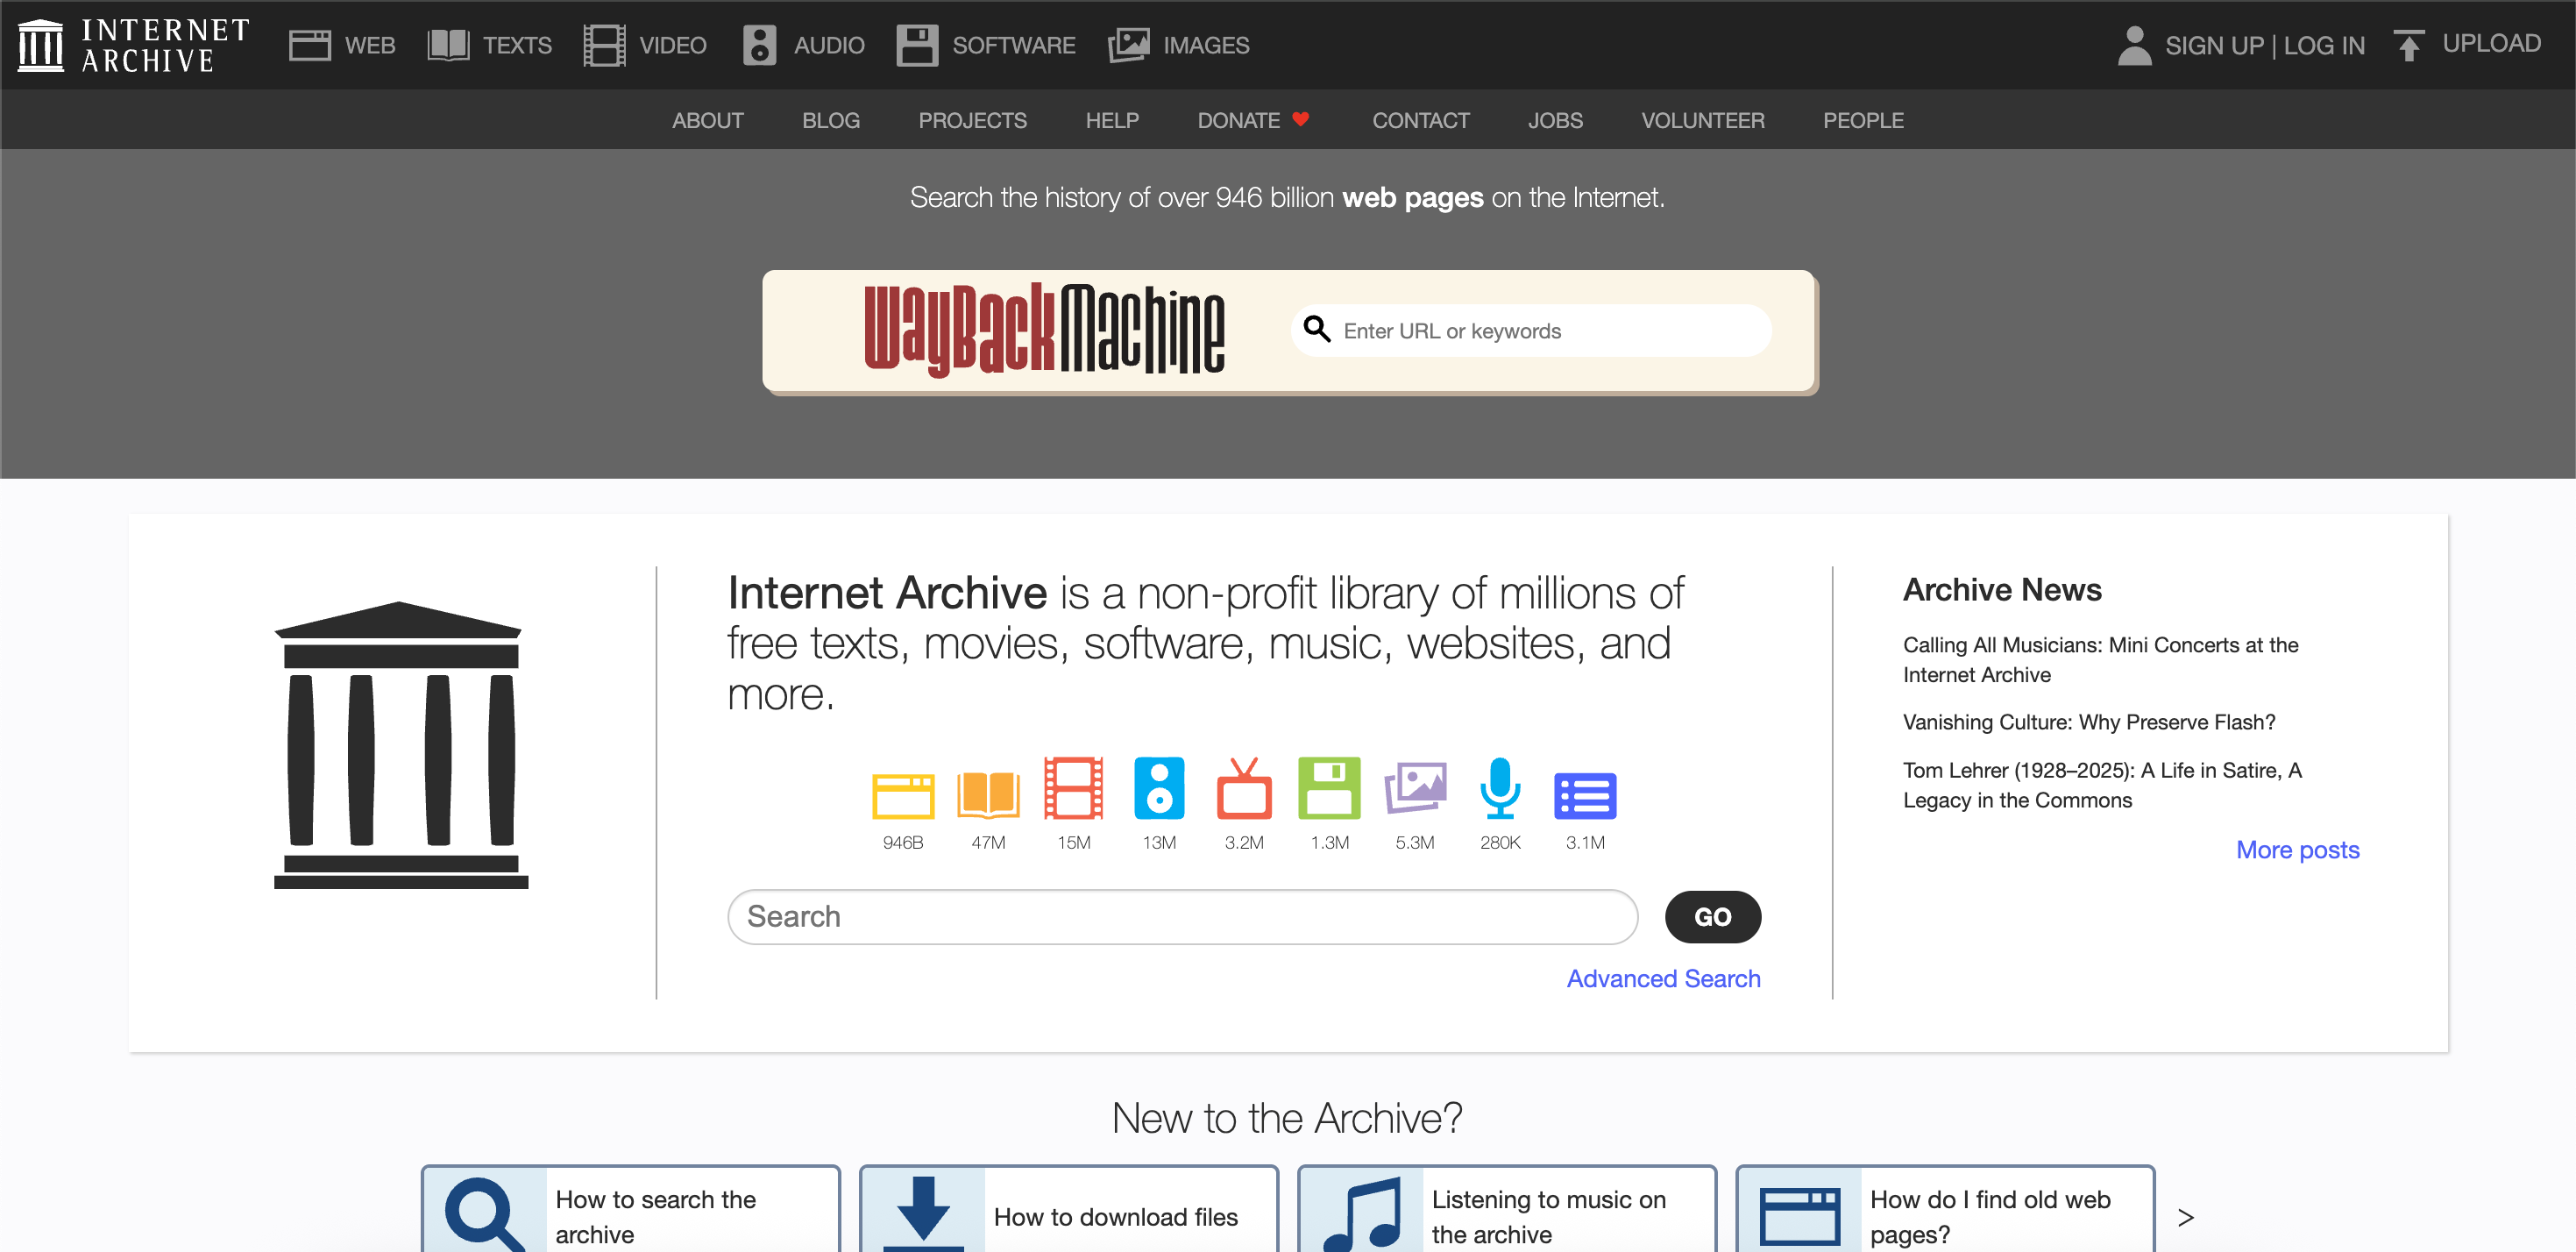 INTERNET
ARCHIVE
WEB
TEXTS
VIDEO
AUDIO
SOFTWARE
IMAGES
SIGN UP | LOG IN
UPLOAD
ABOUT
BLOG
PROJECTS
HELP
DONATE
CONTACT
JOBS
VOLUNTEER
PEOPLE
Search the history of over 946 billion web pages on the Internet.
WayBackMachine
Enter URL or keywords
Internet Archive is a non-profit library of millions of
free texts, movies, software, music, websites, and
more.
946B
47M
15M
13M
3.2M
1.3M
5.3M
280K
3.1M
Search
GO
Advanced Search
Archive News
Calling All Musicians: Mini Concerts at the
Internet Archive
Vanishing Culture: Why Preserve Flash?
Tom Lehrer (1928–2025): A Life in Satire, A
Legacy in the Commons
More posts
New to the Archive?
How to search the
archive
How to download files
Listening to music on
the archive
How do I find old web
pages?
>